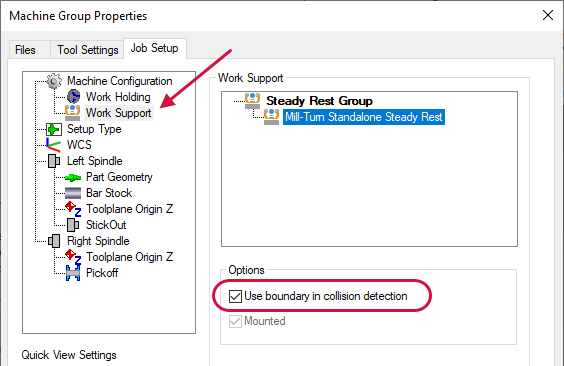 Machine Group Properties
Files Tool Settings Job Setup
Machine Configuration
Work Holding
Work Support
Setup Type
WCS
Left Spindle
Part Geometry
Bar Stock
Toolplane Origin Z
StickOut
Right Spindle
Toolplane Origin Z
Pickoff
Quick View Settings
Work Support
Steady Rest Group
Mill-Turn Standalone Steady Rest
Options
Use boundary in collision detection
Mounted